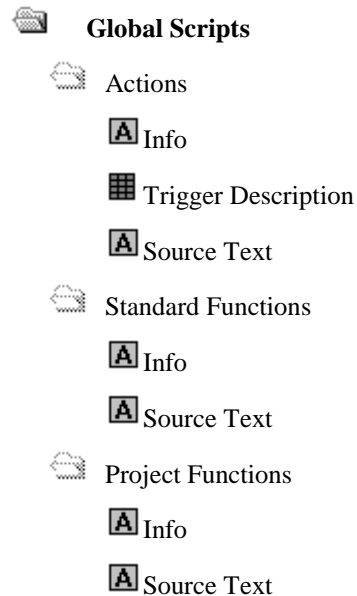 Global Scripts
Actions
A Info
Trigger Description
A Source Text
Standard Functions
A Info
A Source Text
Project Functions
A Info
A Source Text